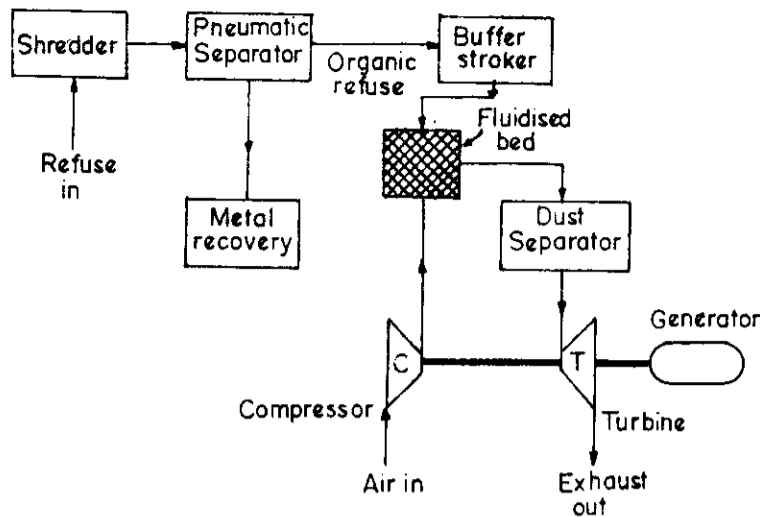 Shredder
Pneumatic
Separator
Organic
refuse
Buffer
stroker
Refuse
in
Metal
recovery
Fluidised
bed
Dust
Separator
Generator
C
T
Compressor
Turbine
Air in
Exhaust
out